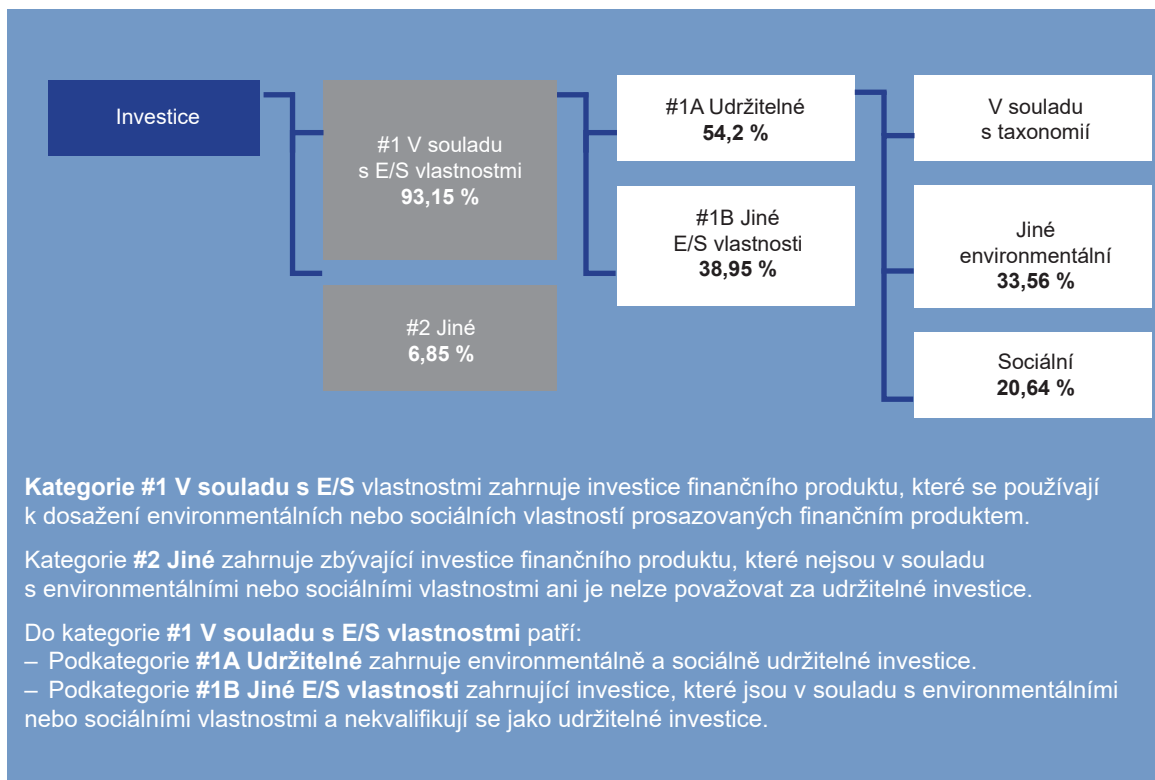 Investice
#1 V souladu
s E/S vlastnostmi
93,15 %
#2 Jiné
6,85 %
#1A Udržitelné
54,2 %
#1B Jiné
E/S vlastnosti
38,95 %
V souladu
s taxonomií
Jiné
environmentální
33,56 %
Sociální
20,64 %
Kategorie #1 V souladu s E/S vlastnostmi zahrnuje investice finančního produktu, které se používají
k dosažení environmentálních nebo sociálních vlastností prosazovaných finančním produktem.
Kategorie #2 Jiné zahrnuje zbývající investice finančního produktu, které nejsou v souladu
s environmentálními nebo sociálními vlastnostmi ani je nelze považovat za udržitelné investice.
Do kategorie #1 V souladu s E/S vlastnostmi patří:
– Podkategorie #1A Udržitelné zahrnuje environmentálně a sociálně udržitelné investice.
– Podkategorie #1B Jiné E/S vlastnosti zahrnující investice, které jsou v souladu s environmentálními
nebo sociálními vlastnostmi a nekvalifikují se jako udržitelné investice.